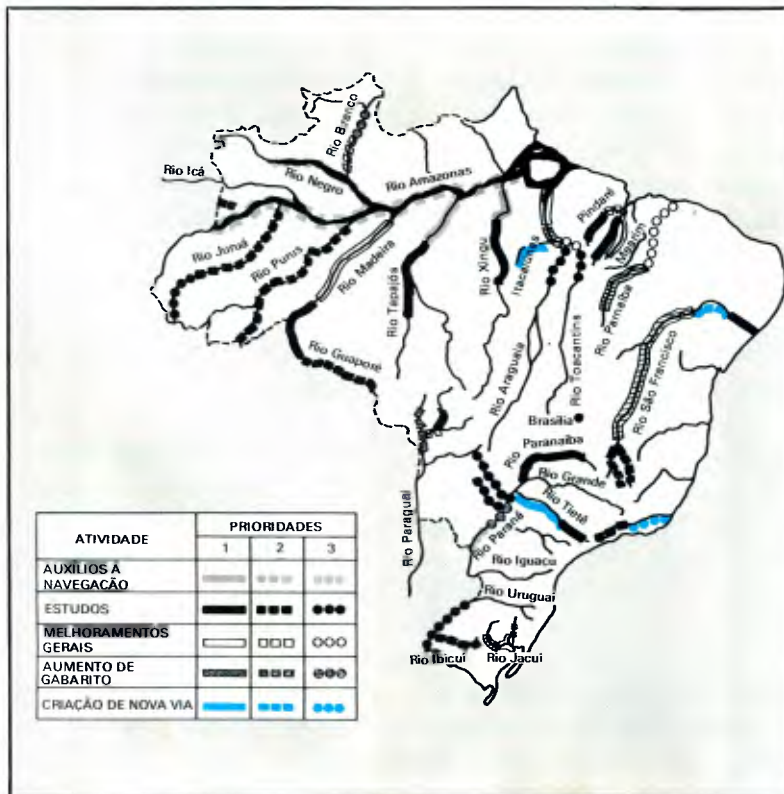 Rio Branco
Rio Içá
Rio Negro
Rio Amazonas
Rio Juruá
Rio Purus
Rio Madeira
Rio Tapajós
Rio Xingu
Itacaiunas
Pindaré
Mearim
Rio Parnaíba
Rio Guaporé
Rio Araguaia
Rio Toacantins
Rio São Francisco
Brasília
Rio Paranaíba
Rio Grande
Rio Tietê
Rio Paraná
Rio Paraguai
Rio Iguacu
Rio Uruguai
Rio Ibicuí
Rio Jacuí
ATIVIDADE
PRIORIDADES
1 2 3
AUXÍLIOS À
NAVEGAÇÃO
ESTUDOS
MELHORAMENTOS
GERAIS
AUMENTO DE
GABARITO
CRIAÇÃO DE NOVA VIA